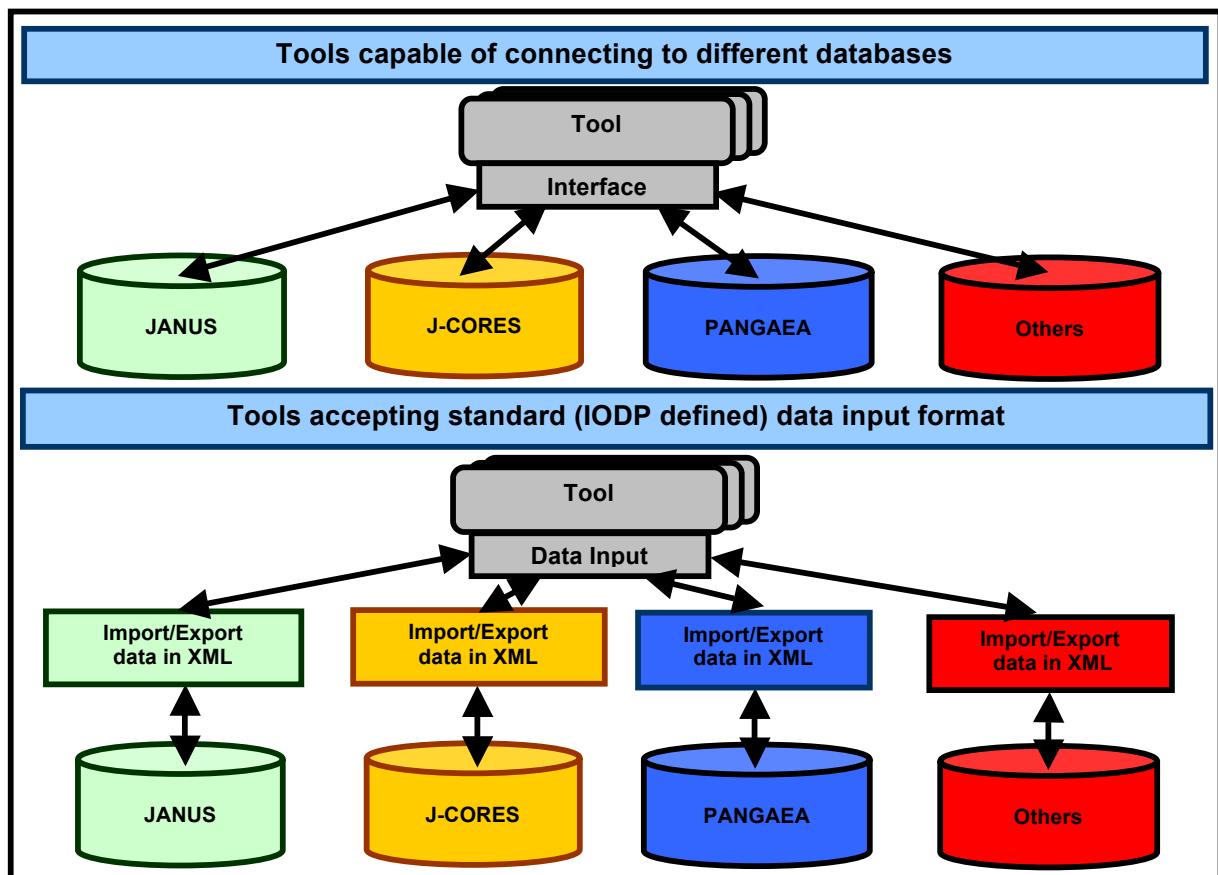 Tools capable of connecting to different databases
Tool
Interface
JANUS
J-CORES
PANGAEA
Others
Tools accepting standard (IODP defined) data input format
Tool
Data Input
Import/Export
data in XML
Import/Export
data in XML
Import/Export
data in XML
Import/Export
data in XML
JANUS
J-CORES
PANGAEA
Others